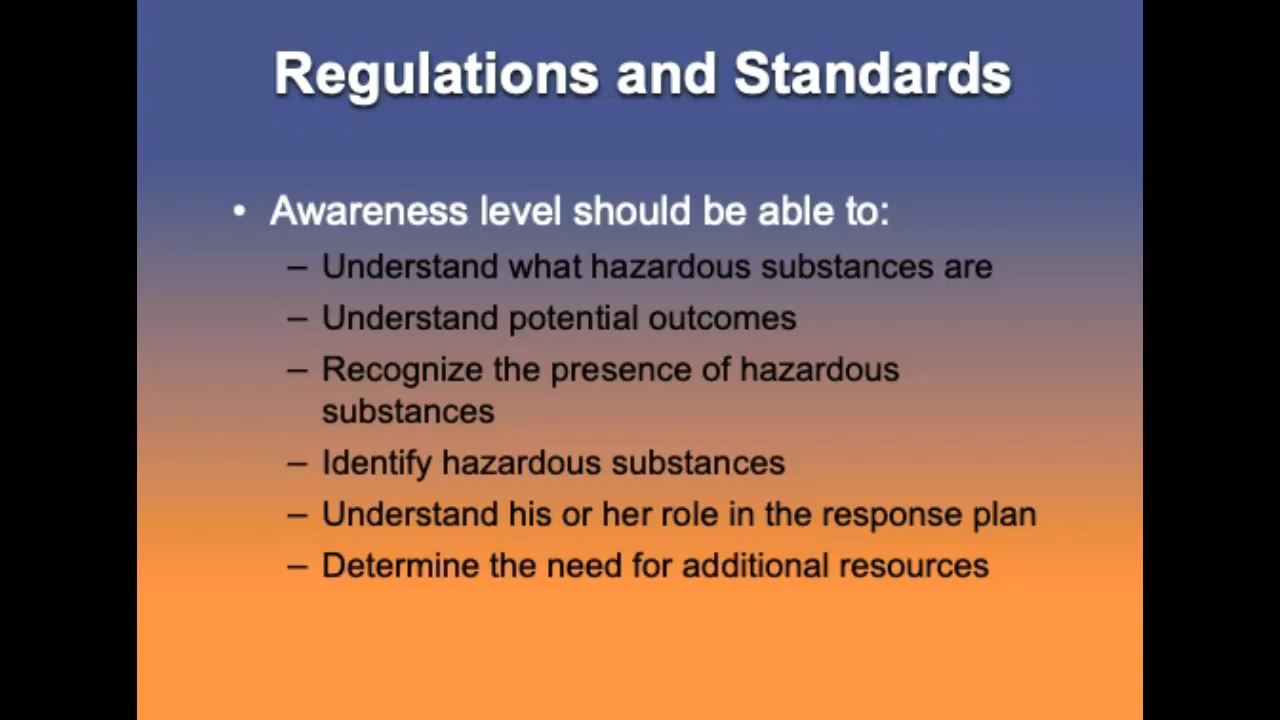 Regulations and Standards
• Awareness level should be able to:
– Understand what hazardous substances are
– Understand potential outcomes
– Recognize the presence of hazardous
substances
– Identify hazardous substances
– Understand his or her role in the response plan
– Determine the need for additional resources